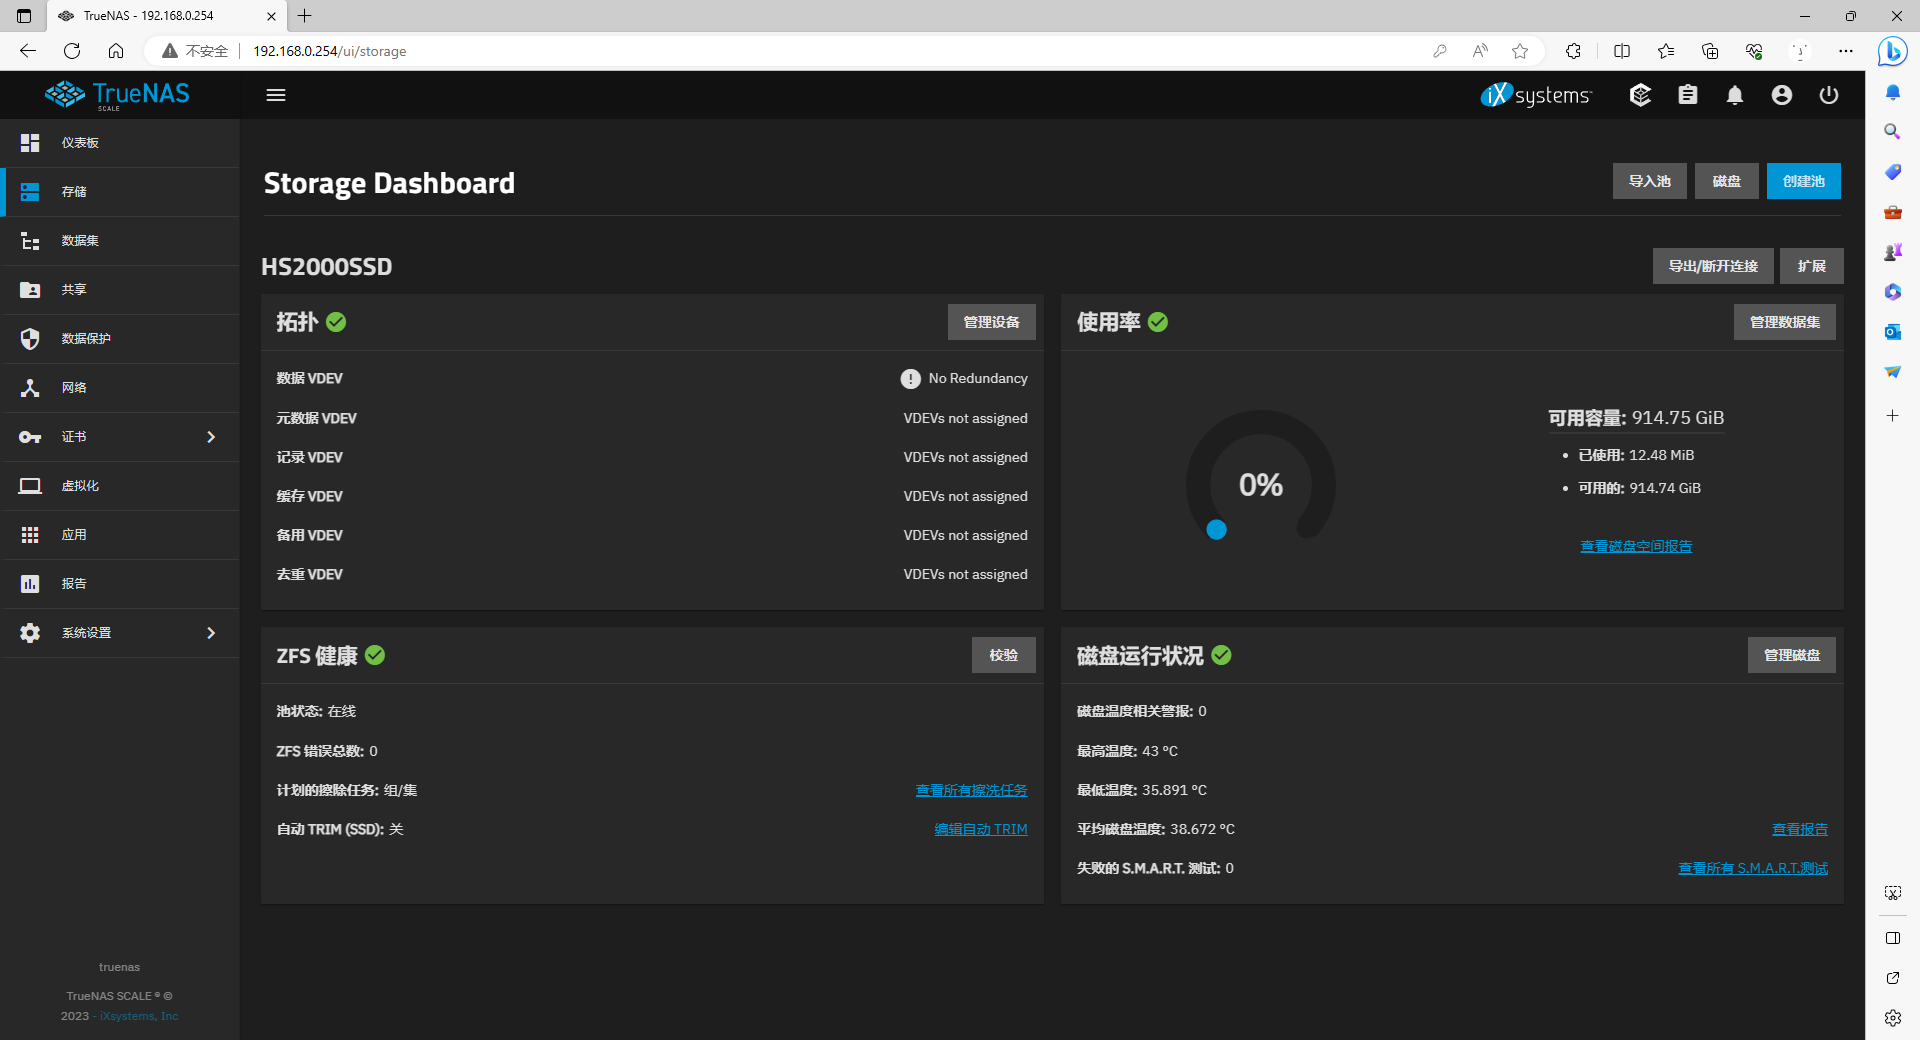 TrueNAS - 192.168.0.254
不安全
192.168.0.254/ui/storage
TrueNAS
SCALE
iXsystems
仪表板
存储
数据集
共享
数据保护
网络
证书
虚拟化
应用
报告
系统设置
truenas
TrueNAS SCALE ® ©
2023 - iXsystems, Inc
Storage Dashboard
导入池
磁盘
创建池
HS2000SSD
导出/断开连接
扩展
拓扑
管理设备
数据 VDEV
No Redundancy
元数据 VDEV
VDEVs not assigned
记录 VDEV
VDEVs not assigned
缓存 VDEV
VDEVs not assigned
备用 VDEV
VDEVs not assigned
去重 VDEV
VDEVs not assigned
使用率
管理数据集
0%
可用容量: 914.75 GiB
已使用: 12.48 MiB
可用的: 914.74 GiB
查看磁盘空间报告
ZFS 健康
校验
池状态: 在线
ZFS 错误总数: 0
计划的擦除任务: 组/集
查看所有擦洗任务
自动 TRIM (SSD): 关
编辑自动 TRIM
磁盘运行状况
管理磁盘
磁盘温度相关警报: 0
最高温度: 43 °C
最低温度: 35.891 °C
平均磁盘温度: 38.672 °C
查看报告
失败的 S.M.A.R.T. 测试: 0
查看所有 S.M.A.R.T.测试